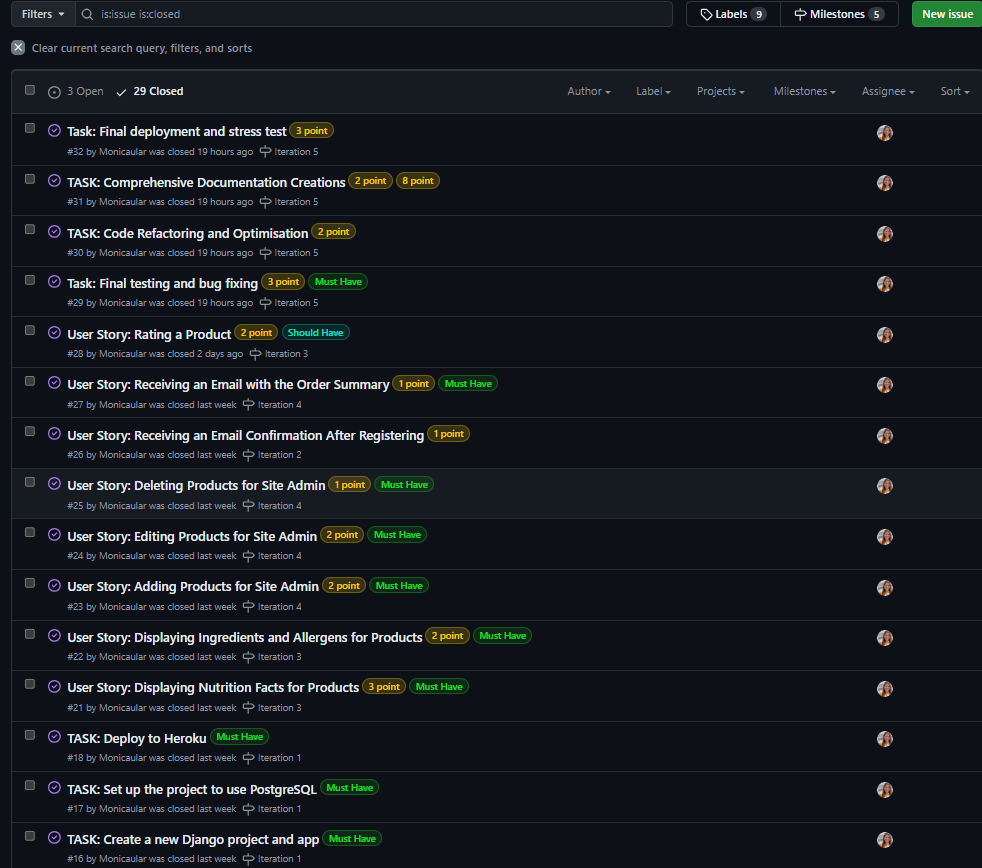 Filters
is:issue is:closed
Labels 9
Milestones 5
New issue
Clear current search query, filters, and sorts
3 Open 29 Closed Author Label Projects Milestones Assignee Sort
Task: Final deployment and stress test 3 point
#32 by Monicaular was closed 19 hours ago Iteration 5
TASK: Comprehensive Documentation Creations 2 point 8 point
#31 by Monicaular was closed 19 hours ago Iteration 5
TASK: Code Refactoring and Optimisation 2 point
#30 by Monicaular was closed 19 hours ago Iteration 5
Task: Final testing and bug fixing 3 point Must Have
#29 by Monicaular was closed 19 hours ago Iteration 5
User Story: Rating a Product 2 point Should Have
#28 by Monicaular was closed 2 days ago Iteration 3
User Story: Receiving an Email with the Order Summary 1 point Must Have
#27 by Monicaular was closed last week Iteration 4
User Story: Receiving an Email Confirmation After Registering 1 point
#26 by Monicaular was closed last week Iteration 2
User Story: Deleting Products for Site Admin 1 point Must Have
#25 by Monicaular was closed last week Iteration 4
User Story: Editing Products for Site Admin 2 point Must Have
#24 by Monicaular was closed last week Iteration 4
User Story: Adding Products for Site Admin 2 point Must Have
#23 by Monicaular was closed last week Iteration 4
User Story: Displaying Ingredients and Allergens for Products 2 point Must Have
#22 by Monicaular was closed last week Iteration 3
User Story: Displaying Nutrition Facts for Products 3 point Must Have
#21 by Monicaular was closed last week Iteration 3
TASK: Deploy to Heroku Must Have
#18 by Monicaular was closed last week Iteration 1
TASK: Set up the project to use PostgreSQL Must Have
#17 by Monicaular was closed last week Iteration 1
TASK: Create a new Django project and app Must Have
#16 by Monicaular was closed last week Iteration 1